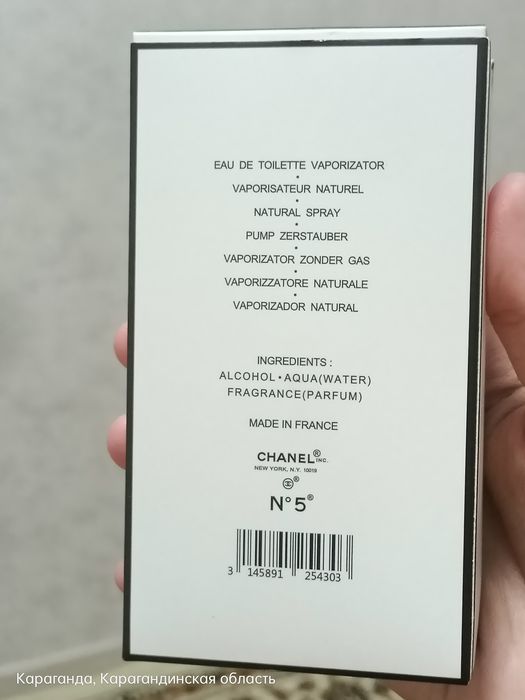 EAU DE TOILETTE VAPORIZATOR
•
VAPORISATEUR NATUREL
•
NATURAL SPRAY
•
PUMP ZERSTAUBER
•
VAPORIZATOR ZONDER GAS
•
VAPORIZZATORE NATURALE
•
VAPORIZADOR NATURAL
INGREDIENTS :
ALCOHOL•AQUA(WATER)
FRAGRANCE(PARFUM)
MADE IN FRANCE
CHANEL® INC.
NEW YORK, N.Y. 10019
®
N°5®
3 145891 254303
Караганда, Карагандинская область